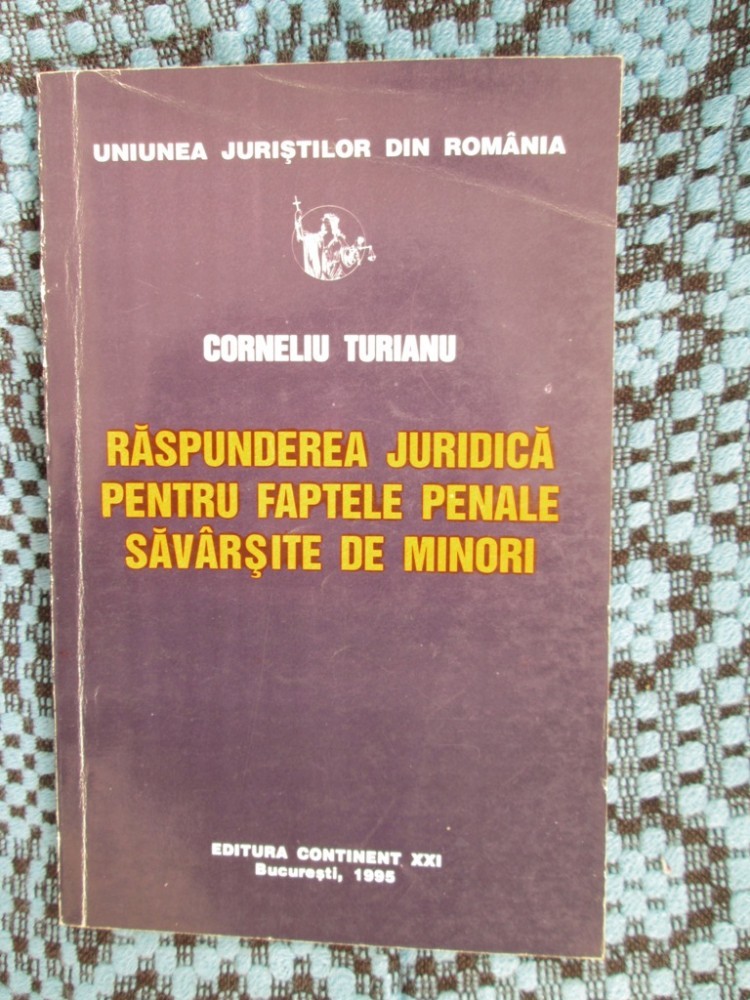 UNIUNEA JURIŞTILOR DIN ROMÂNIA
CORNELIU TURIANU
RĂSPUNDEREA JURIDICĂ
PENTRU FAPTELE PENALE
SĂVÂRŞITE DE MINORI
EDITURA CONTINENT XXI
Bucureşti, 1995